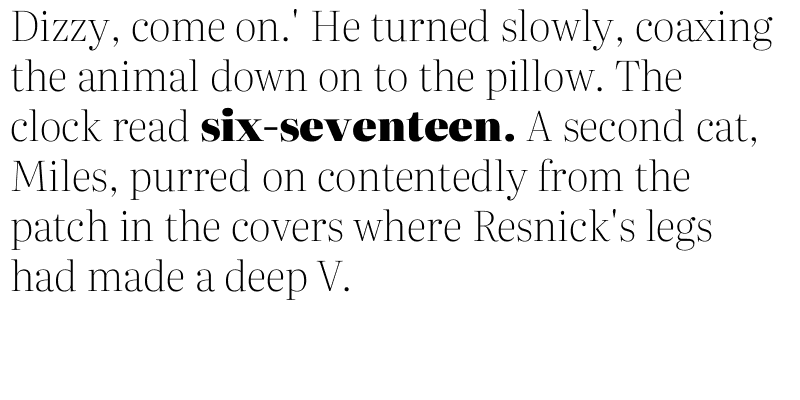 Dizzy, come on.' He turned slowly, coaxing
the animal down on to the pillow. The
clock read six-seventeen. A second cat,
Miles, purred on contentedly from the
patch in the covers where Resnick's legs
had made a deep V.